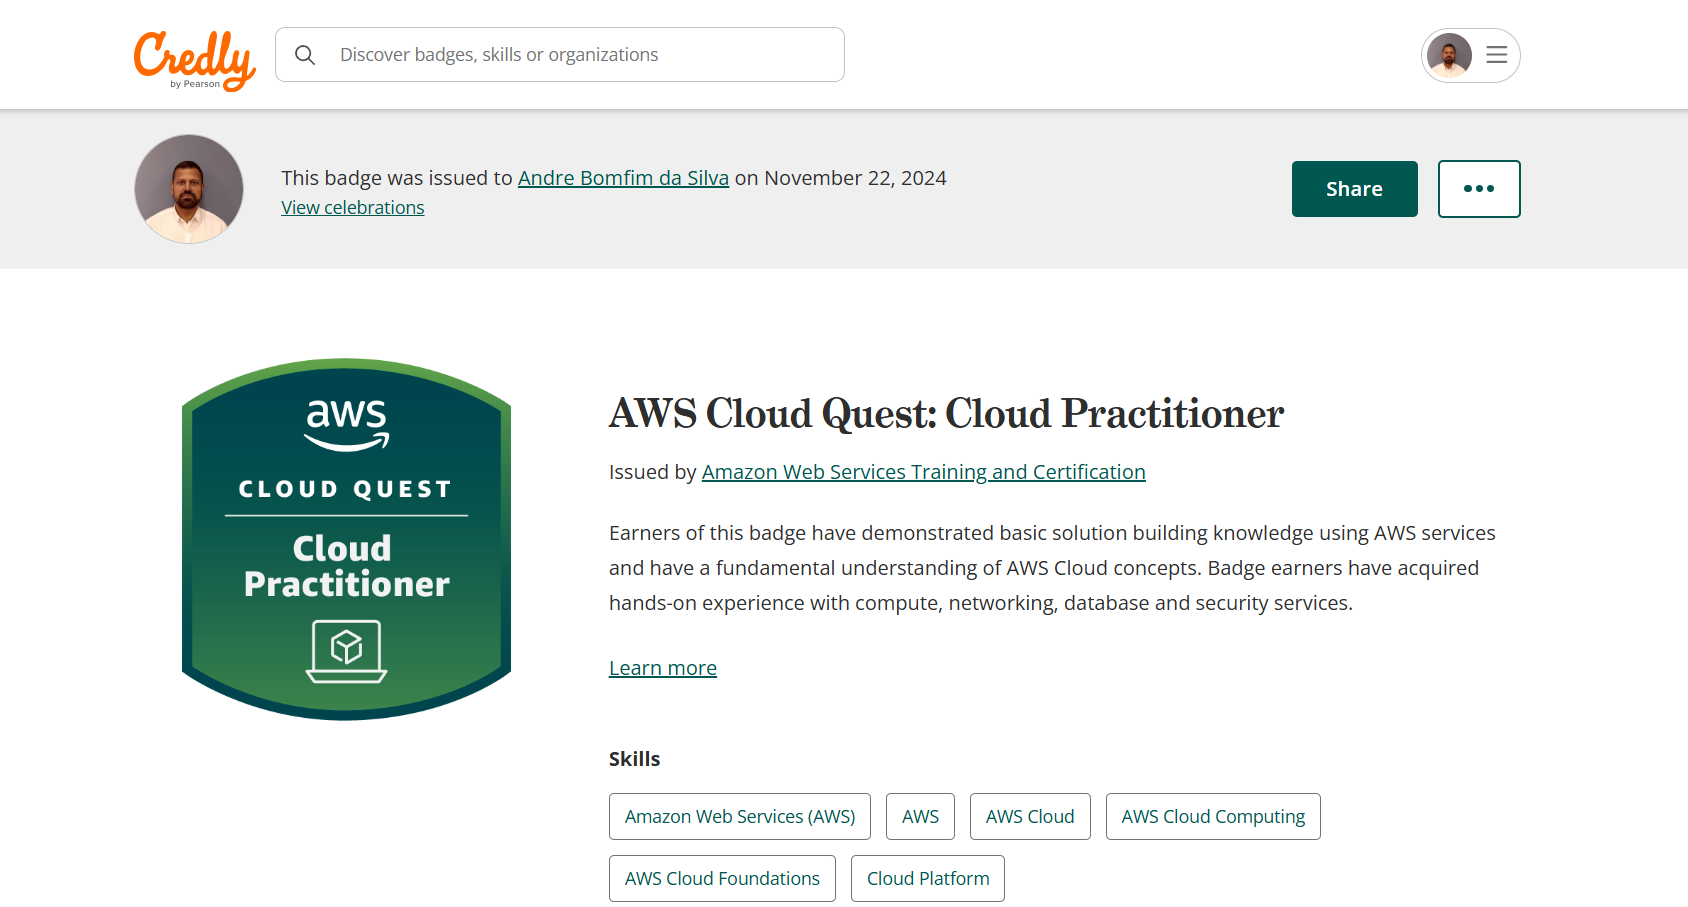 Credly
by Pearson
Discover badges, skills or organizations
This badge was issued to Andre Bomfim da Silva on November 22, 2024
View celebrations
Share
aws
CLOUD QUEST
Cloud
Practitioner
AWS Cloud Quest: Cloud Practitioner
Issued by Amazon Web Services Training and Certification
Earners of this badge have demonstrated basic solution building knowledge using AWS services
and have a fundamental understanding of AWS Cloud concepts. Badge earners have acquired
hands-on experience with compute, networking, database and security services.
Learn more
Skills
Amazon Web Services (AWS) AWS AWS Cloud AWS Cloud Computing
AWS Cloud Foundations Cloud Platform